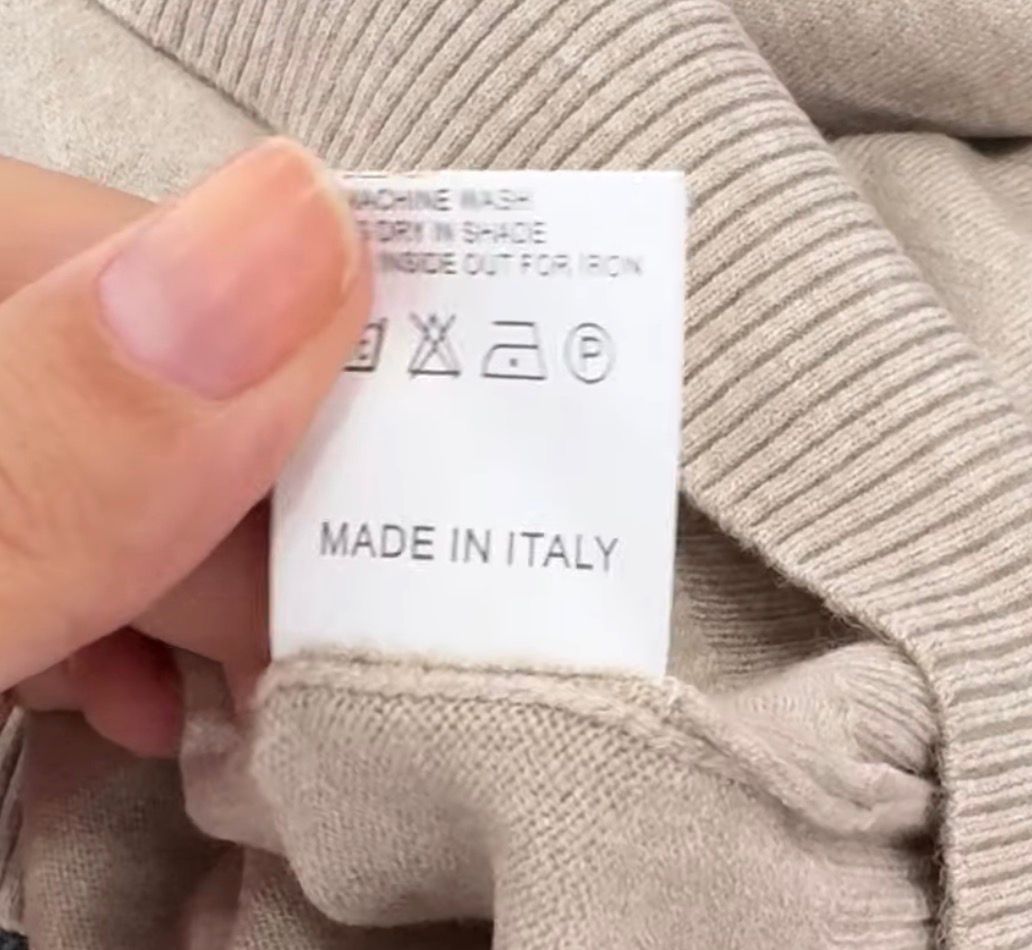 MACHINE WASH
DRY IN SHADE
INSIDE OUT FOR IRON
P
MADE IN ITALY